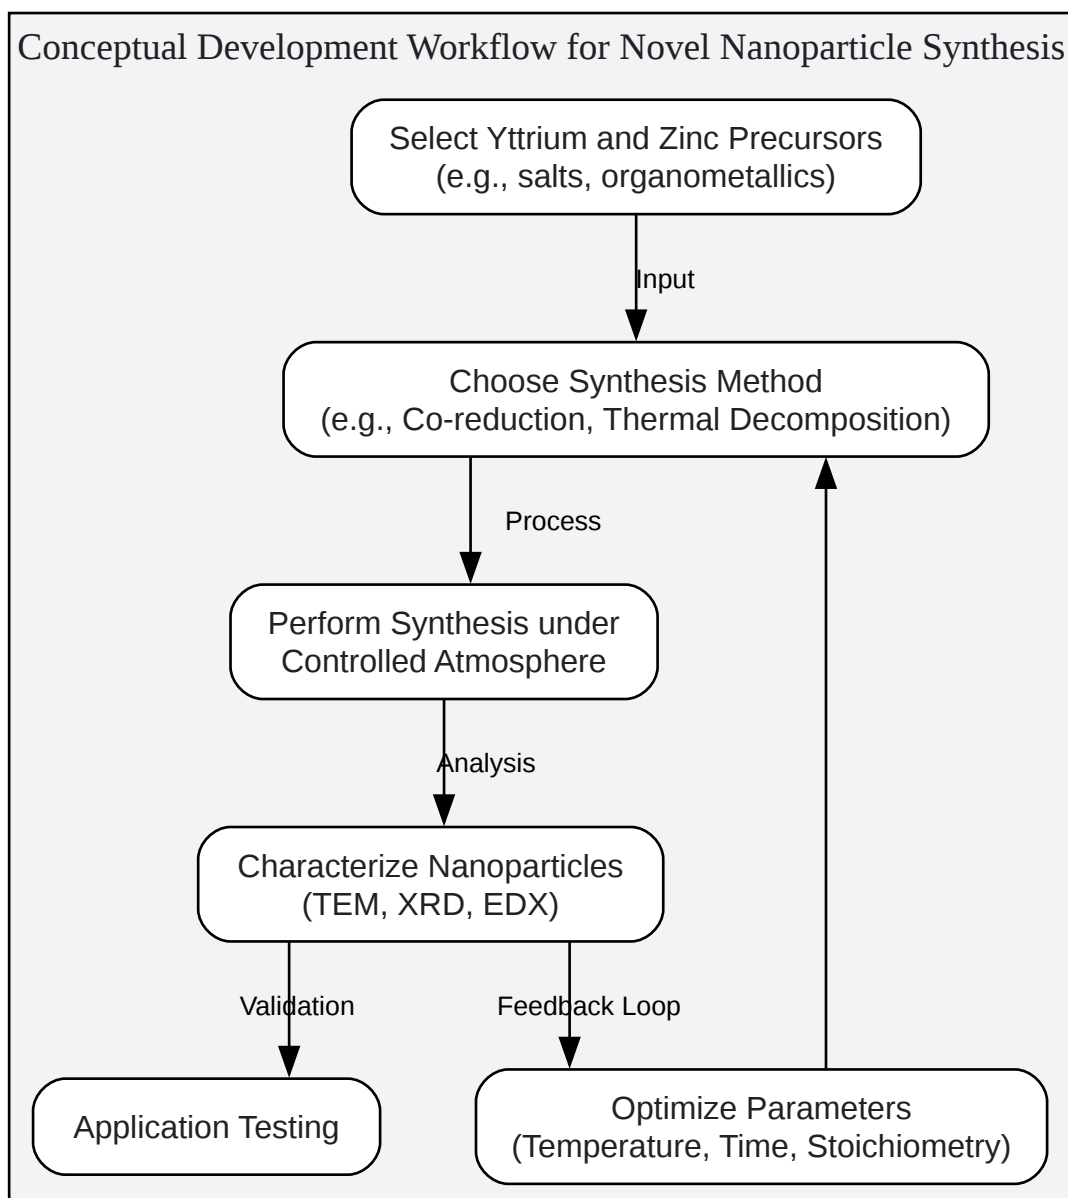 Conceptual Development Workflow for Novel Nanoparticle Synthesis
Select Yttrium and Zinc Precursors
(e.g., salts, organometallics)
Input
Choose Synthesis Method
(e.g., Co-reduction, Thermal Decomposition)
Process
Perform Synthesis under
Controlled Atmosphere
Analysis
Characterize Nanoparticles
(TEM, XRD, EDX)
Validation
Feedback Loop
Application Testing
Optimize Parameters
(Temperature, Time, Stoichiometry)